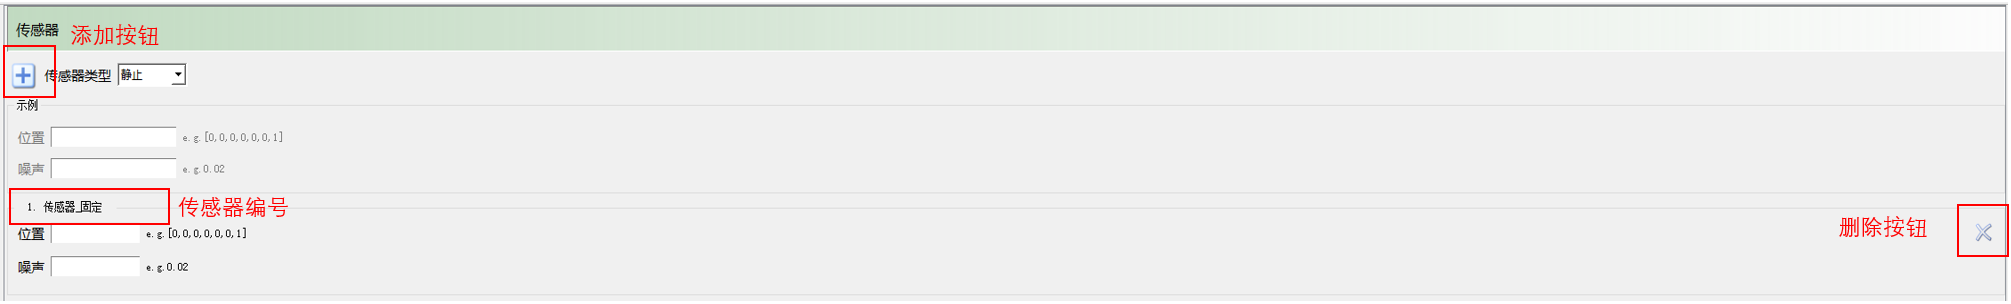 传感器 添加按钮
传感器类型 静止
示例
位置 e.g.[0,0,0,0,0,0,1]
噪声 e.g.0.02
1. 传感器_固定 传感器编号
位置 e.g.[0,0,0,0,0,0,1] 删除按钮
噪声 e.g.0.02